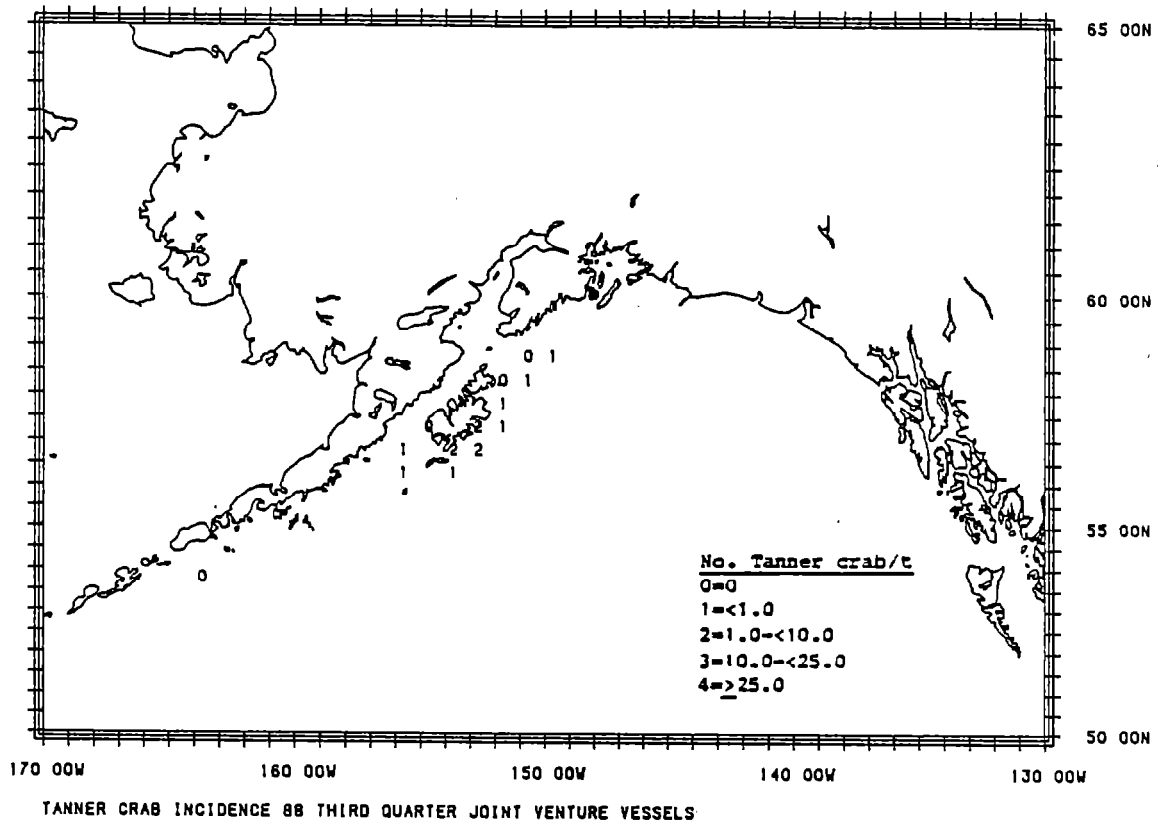 65 00N
60 00N
0 1
0 1
1
2 1
1 2 2
1 1
55 00N
0
No. Tanner crab/t
0=0
1=<1.0
2=1.0-<10.0
3=10.0-<25.0
4=≥25.0
50 00N
170 00W 160 00W 150 00W 140 00W 130 00W
TANNER CRAB INCIDENCE 88 THIRD QUARTER JOINT VENTURE VESSELS